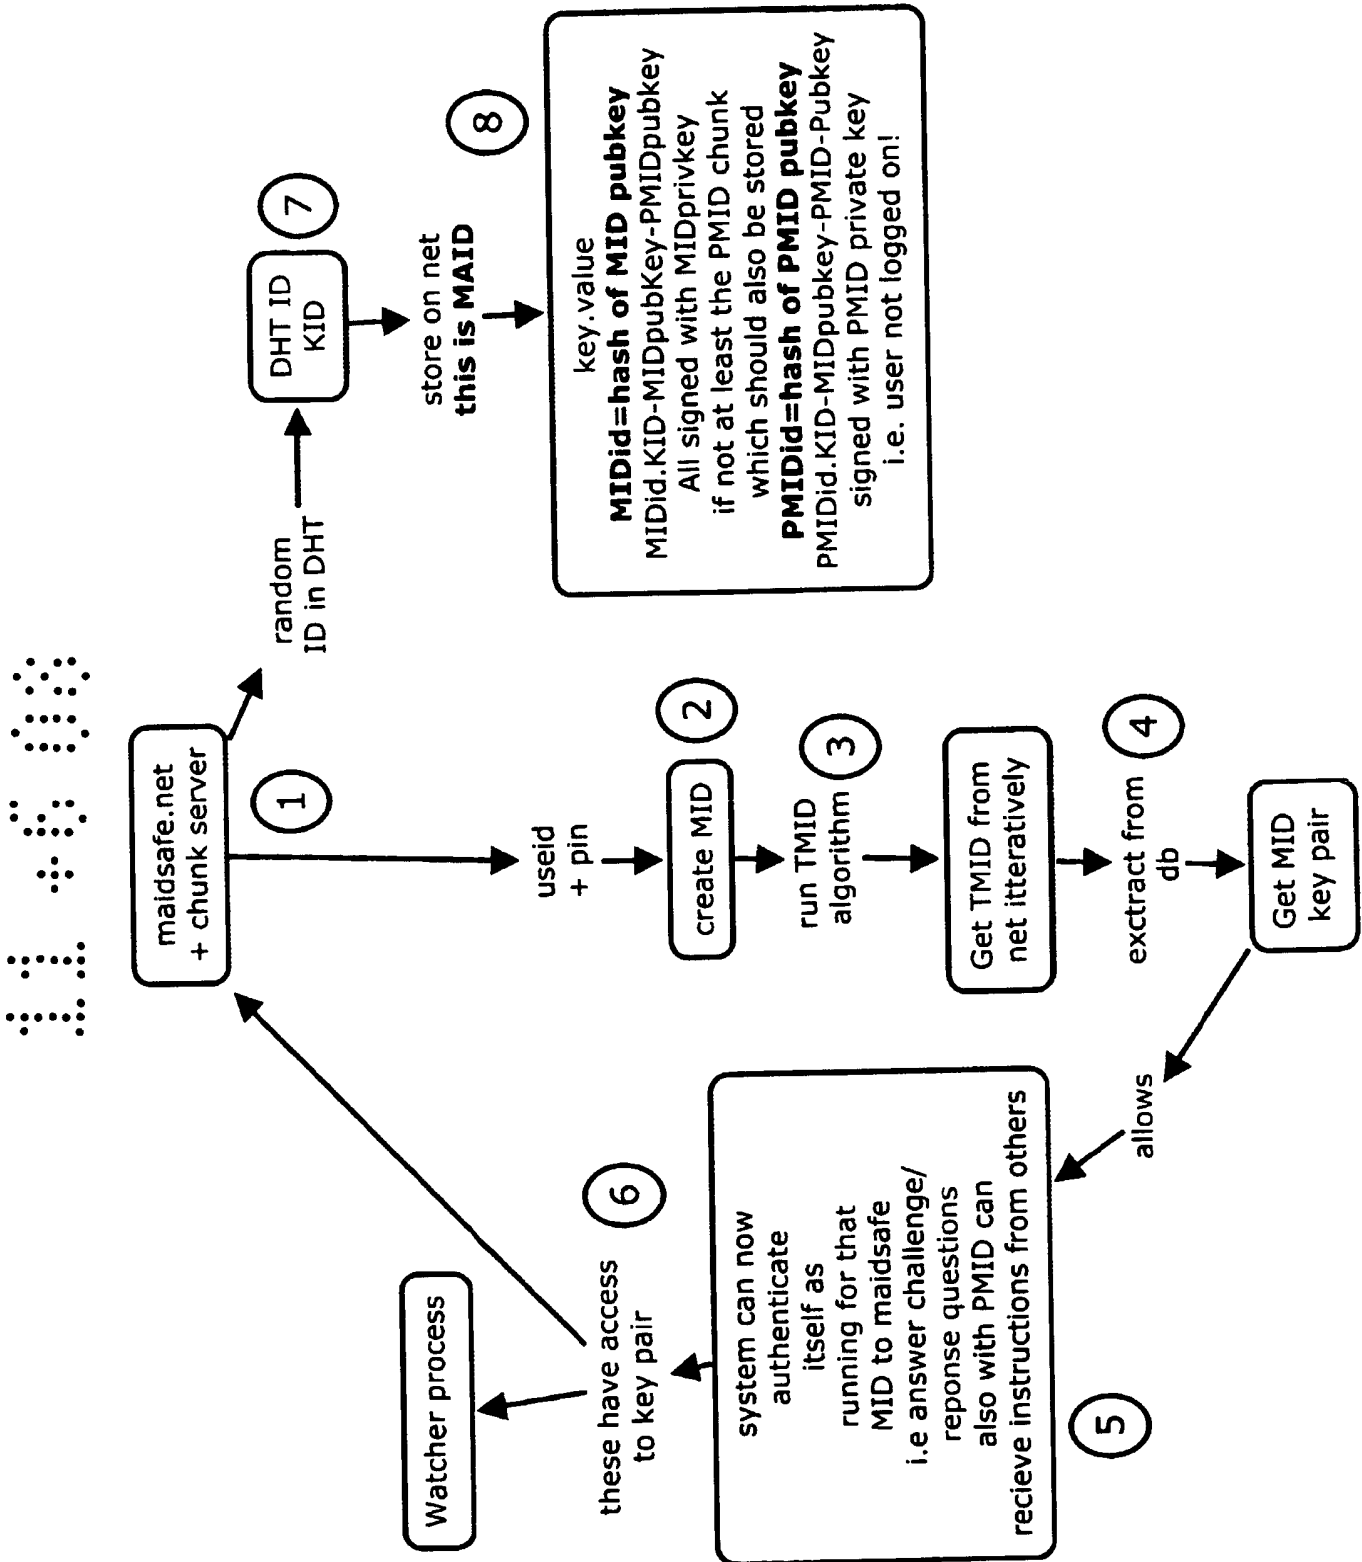 11 +6 08
maidsafe.net
+ chunk server
1
random
ID in DHT
DHT ID
KID
7
store on net
this is MAID
8
key.value
MIDid=hash of MID pubkey
MIDid.KID-MIDpubKey-PMIDpubkey
All signed with MIDprivkey
if not at least the PMID chunk
which should also be stored
PMIDid=hash of PMID pubkey
PMIDid.KID-MIDpubkey-PMID-Pubkey
signed with PMID private key
i.e. user not logged on!
useid
+ pin
create MID
2
run TMID
algorithm
3
Get TMID from
net itteratively
exctract from
db
4
Get MID
key pair
allows
system can now
authenticate
itself as
running for that
MID to maidsafe
i.e answer challenge/
reponse questions
also with PMID can
recieve instructions from others
5
these have access
to key pair
6
Watcher process